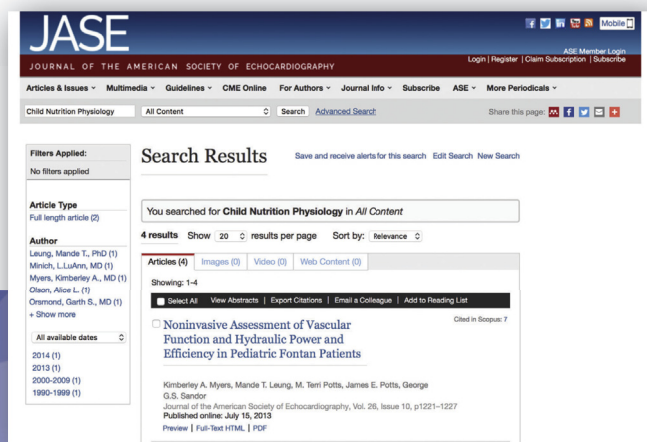 JASE
JOURNAL OF THE AMERICAN SOCIETY OF ECHOCARDIOGRAPHY
Mobile
ASE Member Login
Login | Register | Claim Subscription | Subscribe
Articles & Issues Multimedia Guidelines CME Online For Authors Journal Info Subscribe ASE More Periodicals
Child Nutrition Physiology All Content Search Advanced Search Share this page:
Filters Applied:
No filters applied
Article Type
Full length article (2)
Author
Leung, Mande T., PhD (1)
Minich, L.LuAnn, MD (1)
Myers, Kimberley A., MD (1)
Olson, Alice L. (1)
Orsmond, Garth S., MD (1)
+ Show more
All available dates
2014 (1)
2013 (1)
2000-2009 (1)
1990-1999 (1)
Search Results
Save and receive alerts for this search Edit Search New Search
You searched for Child Nutrition Physiology in All Content
4 results Show 20 results per page Sort by: Relevance
Articles (4) Images (0) Video (0) Web Content (0)
Showing: 1-4
Select All View Abstracts | Export Citations | Email a Colleague | Add to Reading List
Noninvasive Assessment of Vascular
Function and Hydraulic Power and
Efficiency in Pediatric Fontan Patients
Cited in Scopus: 7
Kimberley A. Myers, Mande T. Leung, M. Terri Potts, James E. Potts, George
G.S. Sandor
Journal of the American Society of Echocardiography, Vol. 26, Issue 10, p1221–1227
Published online: July 15, 2013
Preview | Full-Text HTML | PDF